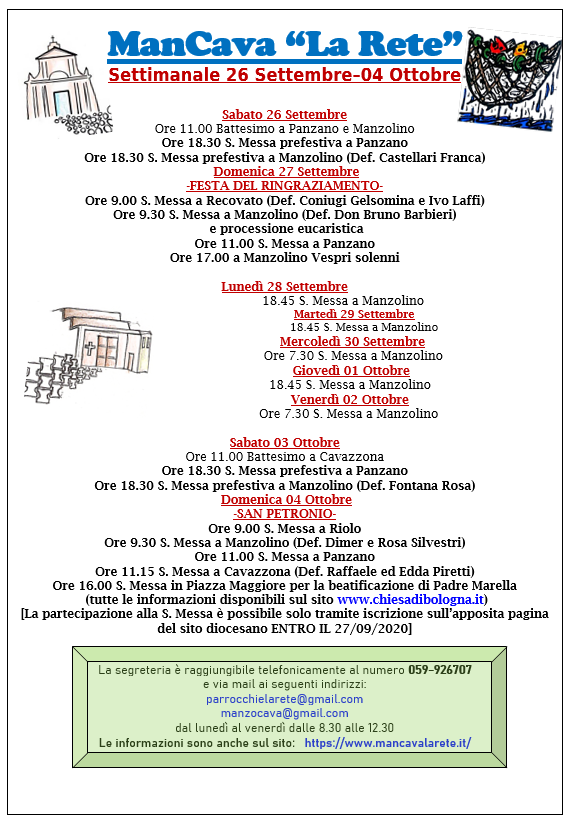 ManCava “La Rete”
Settimanale 26 Settembre–04 Ottobre
Sabato 26 Settembre
Ore 11.00 Battesimo a Panzano e Manzolino
Ore 18.30 S. Messa prefestiva a Panzano
Ore 18.30 S. Messa prefestiva a Manzolino (Def. Castellari Franca)
Domenica 27 Settembre
-FESTA DEL RINGRAZIAMENTO-
Ore 9.00 S. Messa a Recovato (Def. Coniugi Gelsomina e Ivo Laffi)
Ore 9.30 S. Messa a Manzolino (Def. Don Bruno Barbieri)
e processione eucaristica
Ore 11.00 S. Messa a Panzano
Ore 17.00 a Manzolino Vespri solenni
Lunedì 28 Settembre
18.45 S. Messa a Manzolino
Martedì 29 Settembre
18.45 S. Messa a Manzolino
Mercoledì 30 Settembre
Ore 7.30 S. Messa a Manzolino
Giovedì 01 Ottobre
18.45 S. Messa a Manzolino
Venerdì 02 Ottobre
Ore 7.30 S. Messa a Manzolino
Sabato 03 Ottobre
Ore 11.00 Battesimo a Cavazzona
Ore 18.30 S. Messa prefestiva a Panzano
Ore 18.30 S. Messa prefestiva a Manzolino (Def. Fontana Rosa)
Domenica 04 Ottobre
-SAN PETRONIO-
Ore 9.00 S. Messa a Riolo
Ore 9.30 S. Messa a Manzolino (Def. Dimer e Rosa Silvestri)
Ore 11.00 S. Messa a Panzano
Ore 11.15 S. Messa a Cavazzona (Def. Raffaele ed Edda Piretti)
Ore 16.00 S. Messa in Piazza Maggiore per la beatificazione di Padre Marella
(tutte le informazioni disponibili sul sito www.chiesadibologna.it)
[La partecipazione alla S. Messa è possibile solo tramite iscrizione sull’apposita pagina
del sito diocesano ENTRO IL 27/09/2020]
La segreteria è raggiungibile telefonicamente al numero 059-926707
e via mail ai seguenti indirizzi:
parrocchielarete@gmail.com
manzocava@gmail.com
dal lunedì al venerdì dalle 8.30 alle 12.30
Le informazioni sono anche sul sito: https://www.mancavalarete.it/